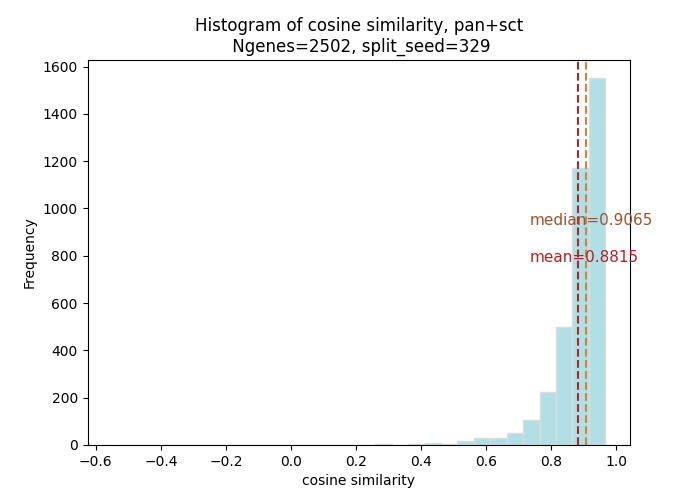 Histogram of cosine similarity, pan+sct
Ngenes=2502, split_seed=329
1600
1400
1200
1000
800
600
400
200
0
Frequency
median=0.9065
mean=0.8815
−0.6 −0.4 −0.2 0.0 0.2 0.4 0.6 0.8 1.0
cosine similarity